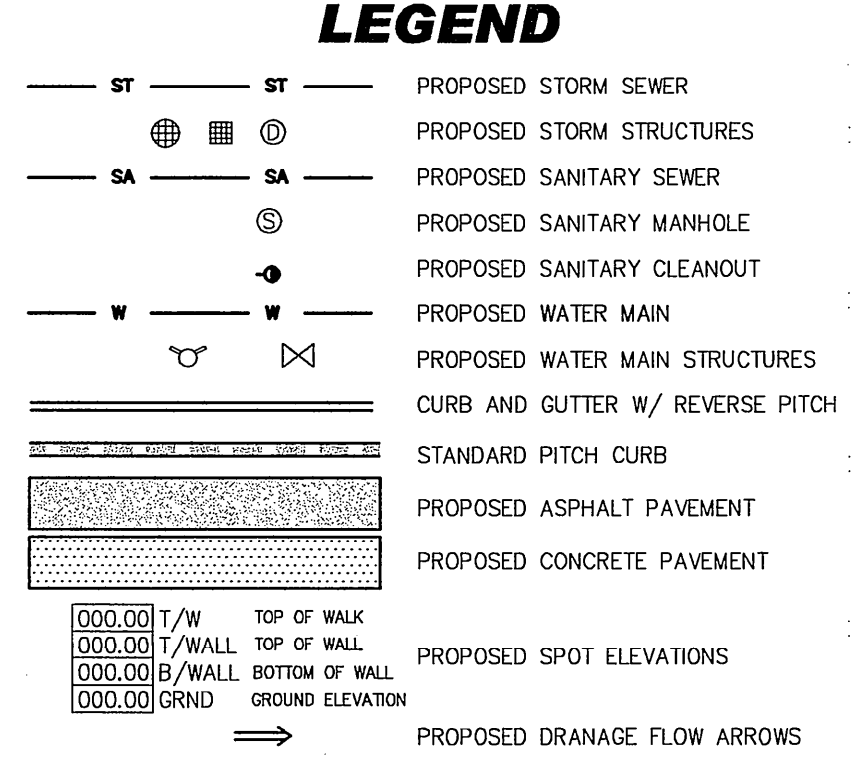 LEGEND
ST ST PROPOSED STORM SEWER
D PROPOSED STORM STRUCTURES
SA SA PROPOSED SANITARY SEWER
S PROPOSED SANITARY MANHOLE
PROPOSED SANITARY CLEANOUT
W W PROPOSED WATER MAIN
PROPOSED WATER MAIN STRUCTURES
CURB AND GUTTER W/ REVERSE PITCH
STANDARD PITCH CURB
PROPOSED ASPHALT PAVEMENT
PROPOSED CONCRETE PAVEMENT
000.00 T/W TOP OF WALK
000.00 T/WALL TOP OF WALL
000.00 B/WALL BOTTOM OF WALL
000.00 GRND GROUND ELEVATION
PROPOSED SPOT ELEVATIONS
PROPOSED DRANAGE FLOW ARROWS